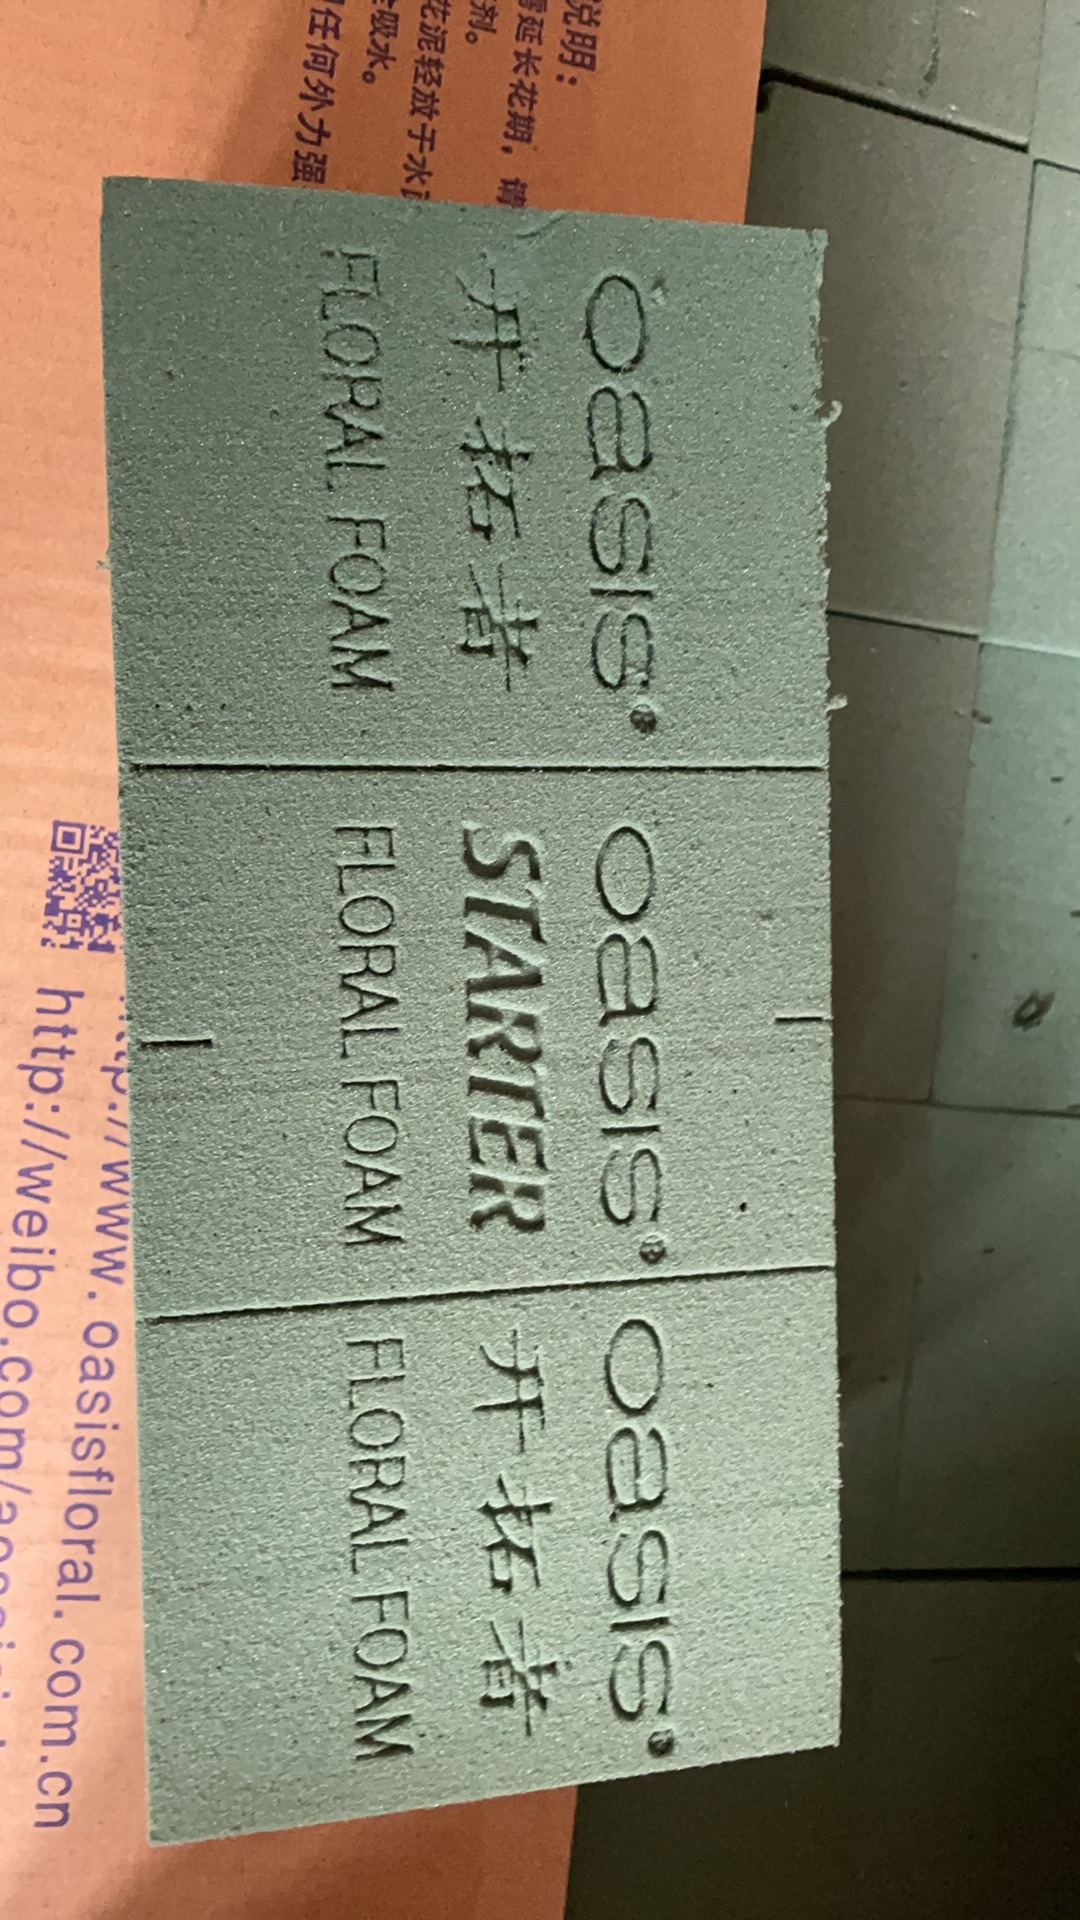 oasis®
开拓者
FLORAL FOAM
oasis®
STARTER
FLORAL FOAM
oasis®
开拓者
FLORAL FOAM
说明：
延长花期，请
剂。
花泥轻放于水
吸水。
任何外力强
www.oasisfloral.com.cn
http://weibo.com/